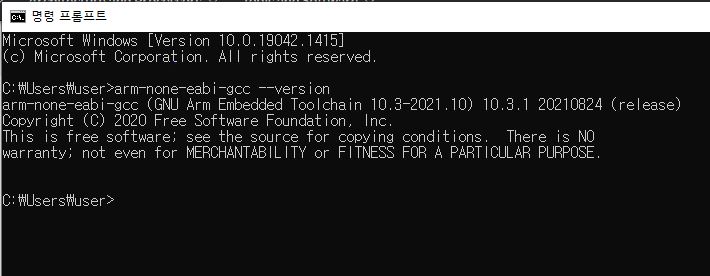 명령 프롬프트
Microsoft Windows [Version 10.0.19042.1415]
(c) Microsoft Corporation. All rights reserved.
C:₩Users₩user>arm-none-eabi-gcc --version
arm-none-eabi-gcc (GNU Arm Embedded Toolchain 10.3-2021.10) 10.3.1 20210824 (release)
Copyright (C) 2020 Free Software Foundation, Inc.
This is free software; see the source for copying conditions.  There is NO
warranty; not even for MERCHANTABILITY or FITNESS FOR A PARTICULAR PURPOSE.
C:₩Users₩user>